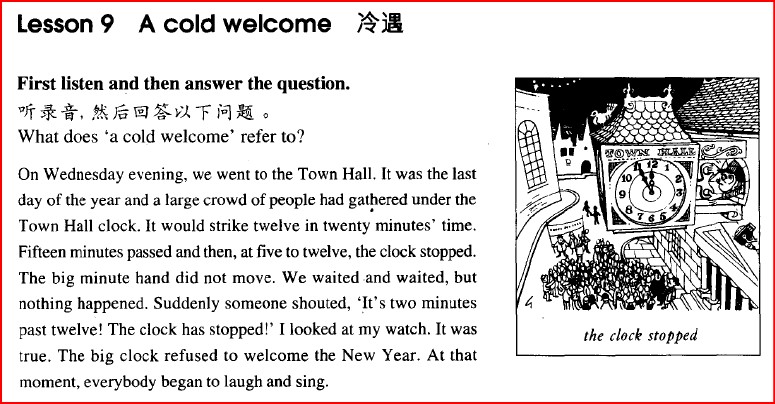 Lesson 9 A cold welcome 冷遇
First listen and then answer the question.
听录音，然后回答以下问题。
What does ‘a cold welcome’ refer to?
On Wednesday evening, we went to the Town Hall. It was the last
day of the year and a large crowd of people had gathered under the
Town Hall clock. It would strike twelve in twenty minutes’ time.
Fifteen minutes passed and then, at five to twelve, the clock stopped.
The big minute hand did not move. We waited and waited, but
nothing happened. Suddenly someone shouted, ‘It’s two minutes
past twelve! The clock has stopped!’ I looked at my watch. It was
true. The big clock refused to welcome the New Year. At that
moment, everybody began to laugh and sing.
TOWN HALL
11 12 1
10 2
9 3
8 4
7 6 5
the clock stopped